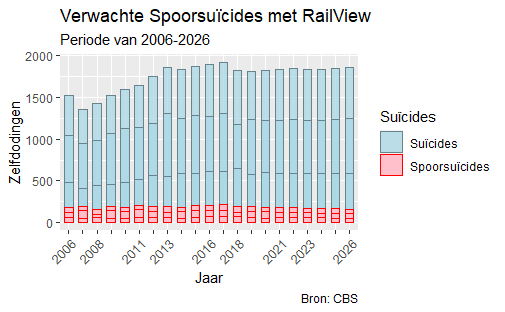 Verwachte Spoorsuïcides met RailView
Periode van 2006-2026
Zelfdodingen
2000
1500
1000
500
0
2006
2008
2011
2013
2016
2018
2021
2023
2026
Jaar
Suïcides
Suïcides
Spoorsuïcides
Bron: CBS